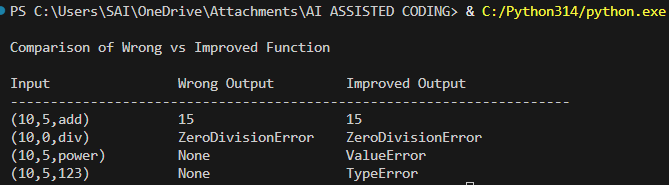 PS C:\Users\SAI\OneDrive\Attachments\AI ASSISTED CODING> & C:/Python314/python.exe
Comparison of Wrong vs Improved Function
Input Wrong Output Improved Output
----------------------------------------------------------------------
(10,5,add) 15 15
(10,0,div) ZeroDivisionError ZeroDivisionError
(10,5,power) None ValueError
(10,5,123) None TypeError